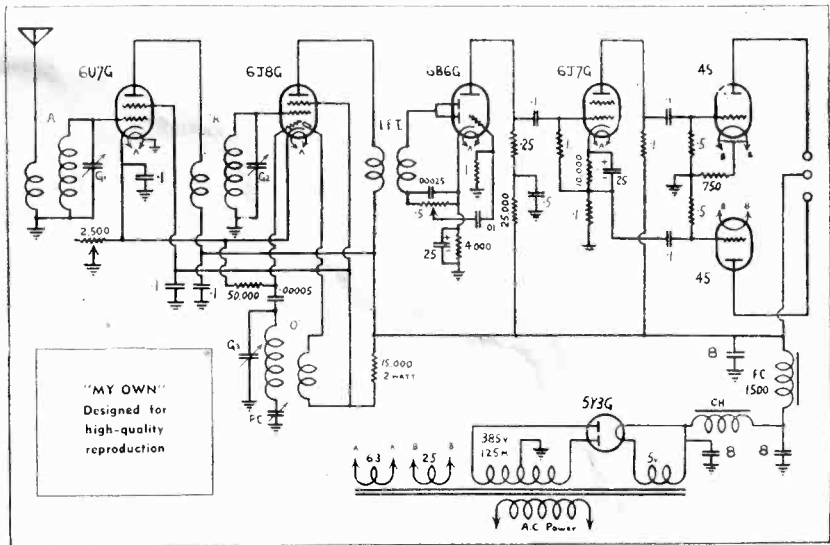 6U7G
6J8G
6B6G
6J7G
45
A
G1
.1
2,500
.1
.1
R
G2
A
50,000
.00005
O
G3
PC
15,000
2 WATT
I.F.T.
.00025
.5
.01
25
4000
.1
.25
25,000
.5
.1
.1
10,000
.1
25
.1
.1
.1
.5
.5
750
B
B
B
B
45
8
FC
1500
CH
8
8
5Y3G
385V
125M
5v
A
6.3
A
B
2.5
B
A.C Power
"MY OWN"
Designed for
high-quality
reproduction